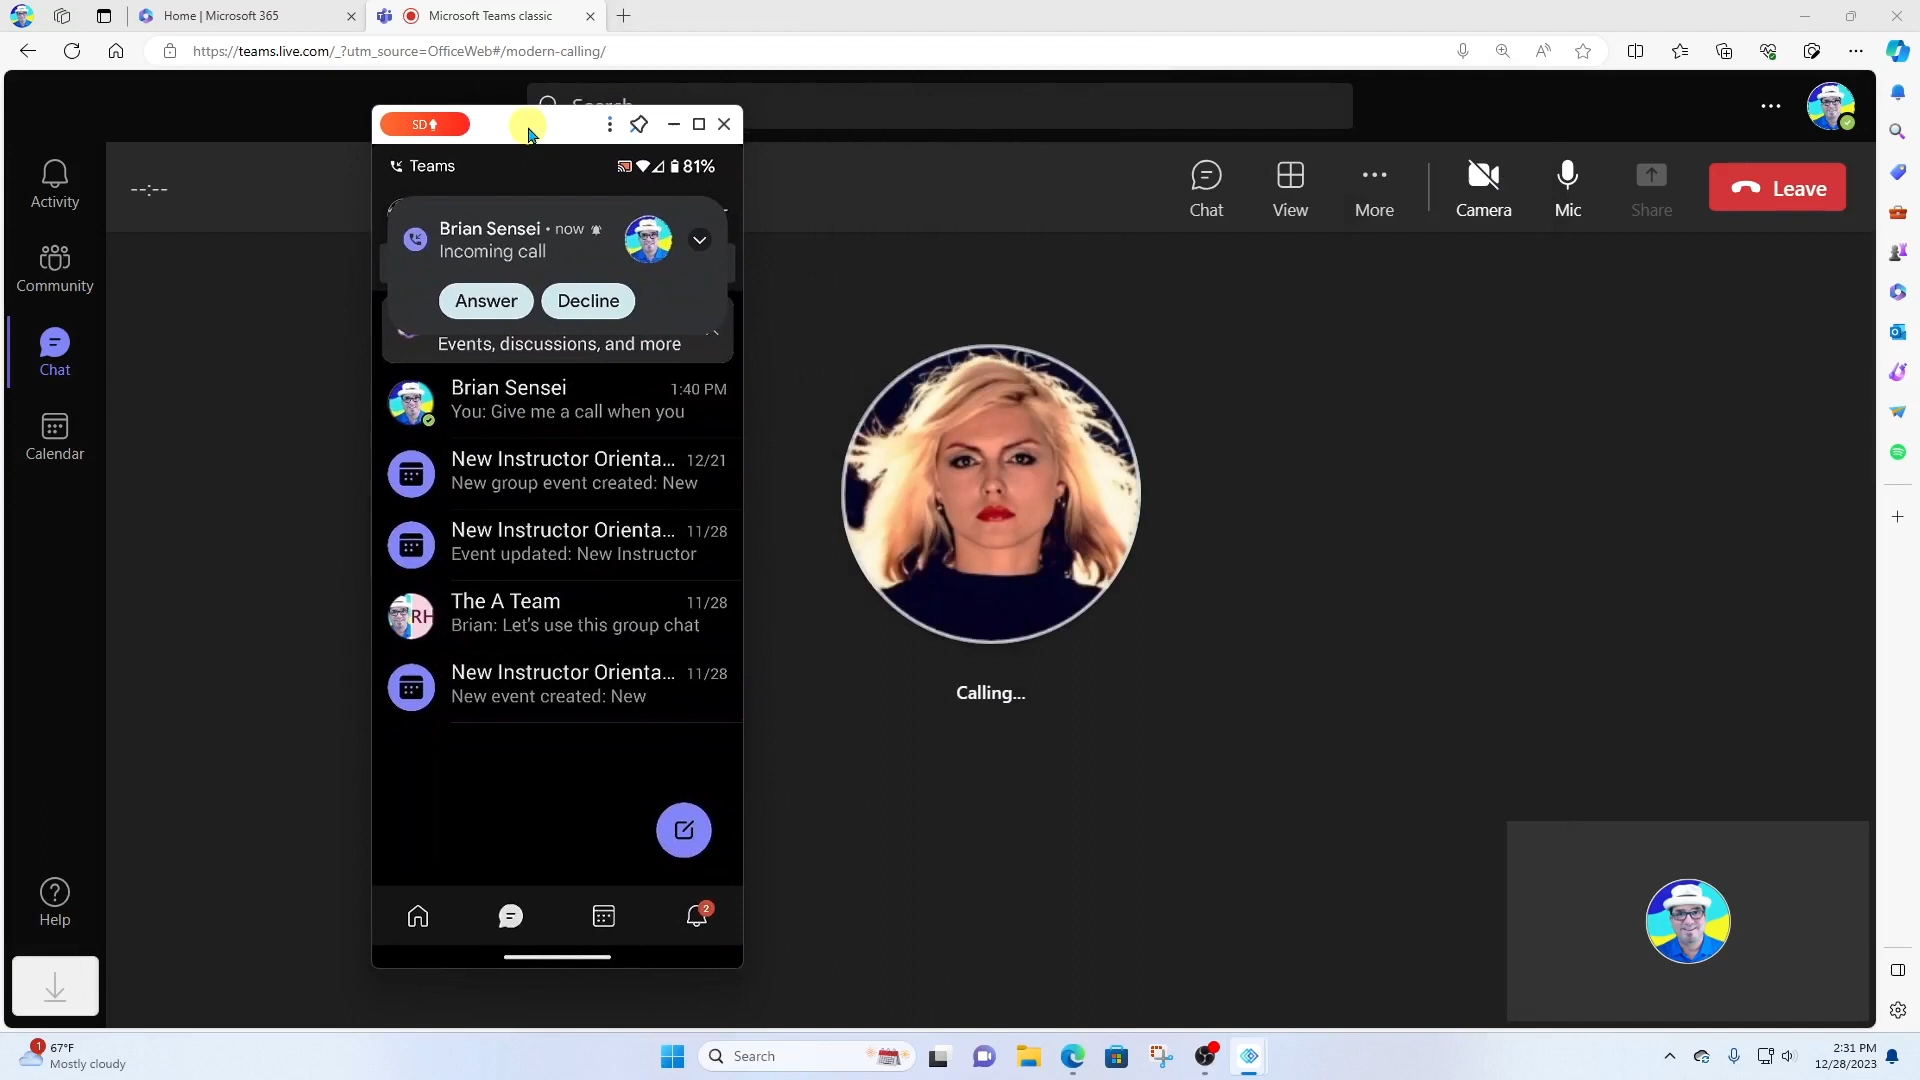 Home | Microsoft 365
Microsoft Teams classic
https://teams.live.com/_?utm_source=OfficeWeb#/modern-calling/
Search
--:--
Chat
View
More
Camera
Mic
Share
Leave
Activity
Community
Chat
Calendar
Help
SD
Teams
81%
Brian Sensei • now
Incoming call
Answer
Decline
Events, discussions, and more
Brian Sensei 1:40 PM
You: Give me a call when you
New Instructor Orienta... 12/21
New group event created: New
New Instructor Orienta... 11/28
Event updated: New Instructor
RH
The A Team 11/28
Brian: Let's use this group chat
New Instructor Orienta... 11/28
New event created: New
2
Calling...
1
67°F
Mostly cloudy
Search
2:31 PM
12/28/2023